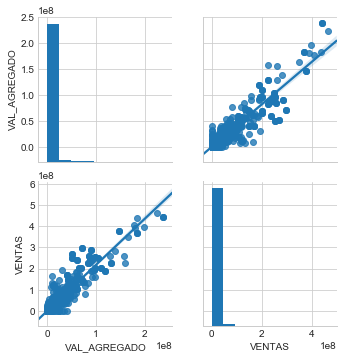 1e8
2.5
2.0
1.5
1.0
0.5
0.0
VAL_AGREGADO
1e8
6
5
4
3
2
1
0
VENTAS
0 1 2
1e8
VAL_AGREGADO
0 2 4
1e8
VENTAS